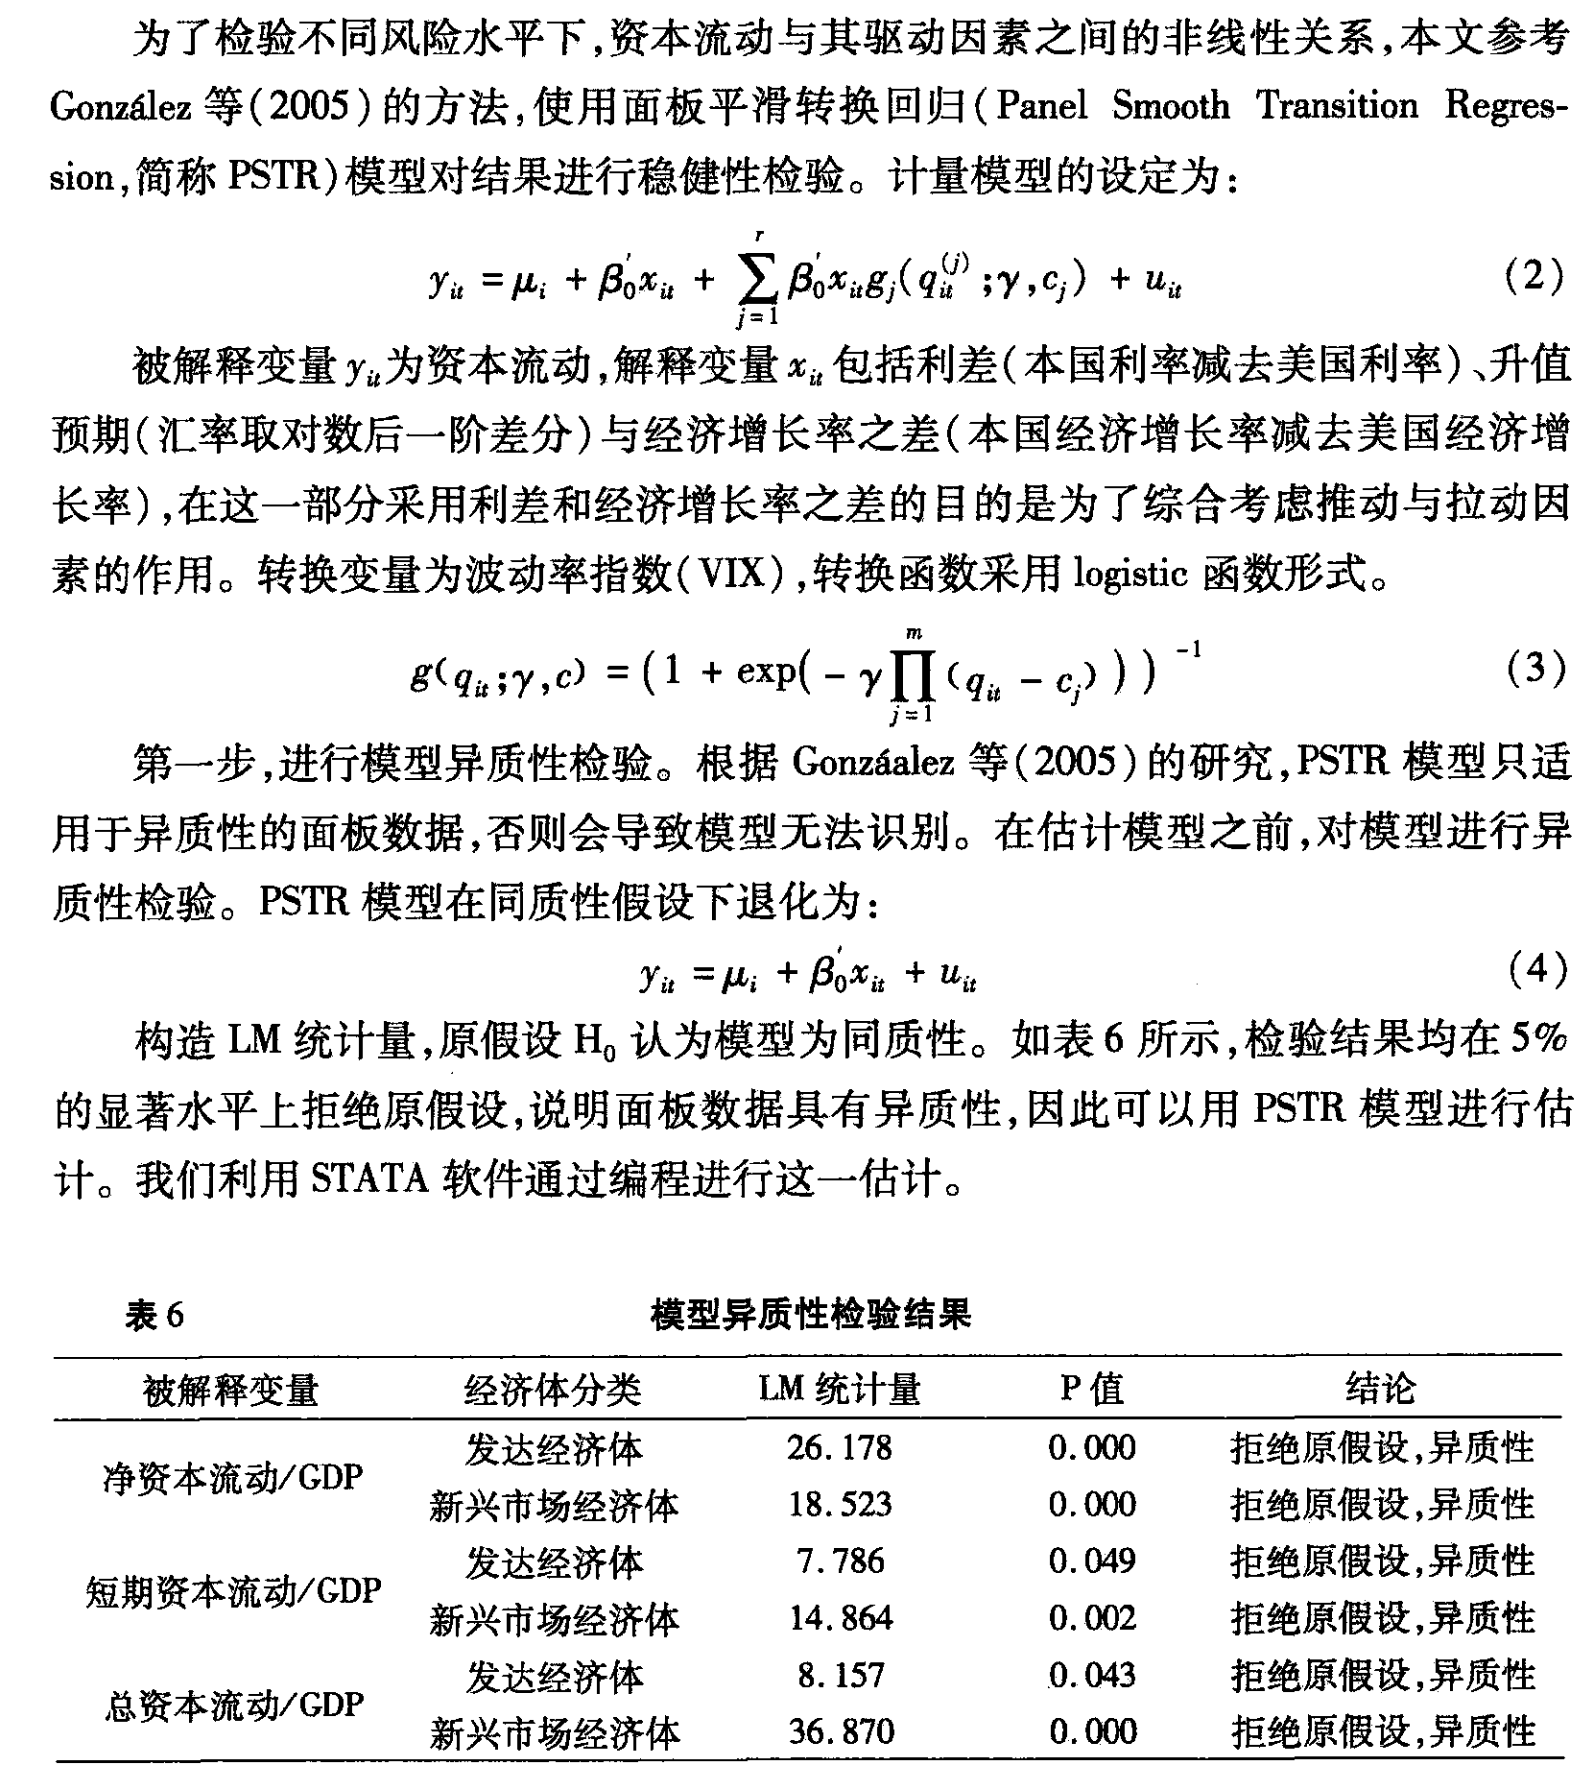 为了检验不同风险水平下,资本流动与其驱动因素之间的非线性关系,本文参考
González 等(2005)的方法,使用面板平滑转换回归(Panel Smooth Transition Regres-
sion,简称 PSTR)模型对结果进行稳健性检验。计量模型的设定为:
y_{it} = μ_i + β_0' x_{it} + \sum_{j=1}^{r} β_0' x_{it} g_j(q_{it}^{(j)};γ,c_j) + u_{it} (2)
被解释变量 y_{it} 为资本流动,解释变量 x_{it} 包括利差(本国利率减去美国利率)、升值
预期(汇率取对数后一阶差分)与经济增长率之差(本国经济增长率减去美国经济增
长率),在这一部分采用利差和经济增长率之差的目的是为了综合考虑推动与拉动因
素的作用。转换变量为波动率指数(VIX),转换函数采用 logistic 函数形式。
g(q_{it};γ,c) = (1 + exp(-γ\prod_{j=1}^{m}(q_{it} - c_j)))^{-1} (3)
第一步,进行模型异质性检验。根据 Gonzáalez 等(2005)的研究,PSTR 模型只适
用于异质性的面板数据,否则会导致模型无法识别。在估计模型之前,对模型进行异
质性检验。PSTR 模型在同质性假设下退化为:
y_{it} = μ_i + β_0' x_{it} + u_{it} (4)
构造 LM 统计量,原假设 H_0 认为模型为同质性。如表 6 所示,检验结果均在 5%
的显著水平上拒绝原假设,说明面板数据具有异质性,因此可以用 PSTR 模型进行估
计。我们利用 STATA 软件通过编程进行这一估计。
表 6 模型异质性检验结果
被解释变量 经济体分类 LM 统计量 P 值 结论
净资本流动/GDP 发达经济体 26.178 0.000 拒绝原假设,异质性
新兴市场经济体 18.523 0.000 拒绝原假设,异质性
短期资本流动/GDP 发达经济体 7.786 0.049 拒绝原假设,异质性
新兴市场经济体 14.864 0.002 拒绝原假设,异质性
总资本流动/GDP 发达经济体 8.157 0.043 拒绝原假设,异质性
新兴市场经济体 36.870 0.000 拒绝原假设,异质性